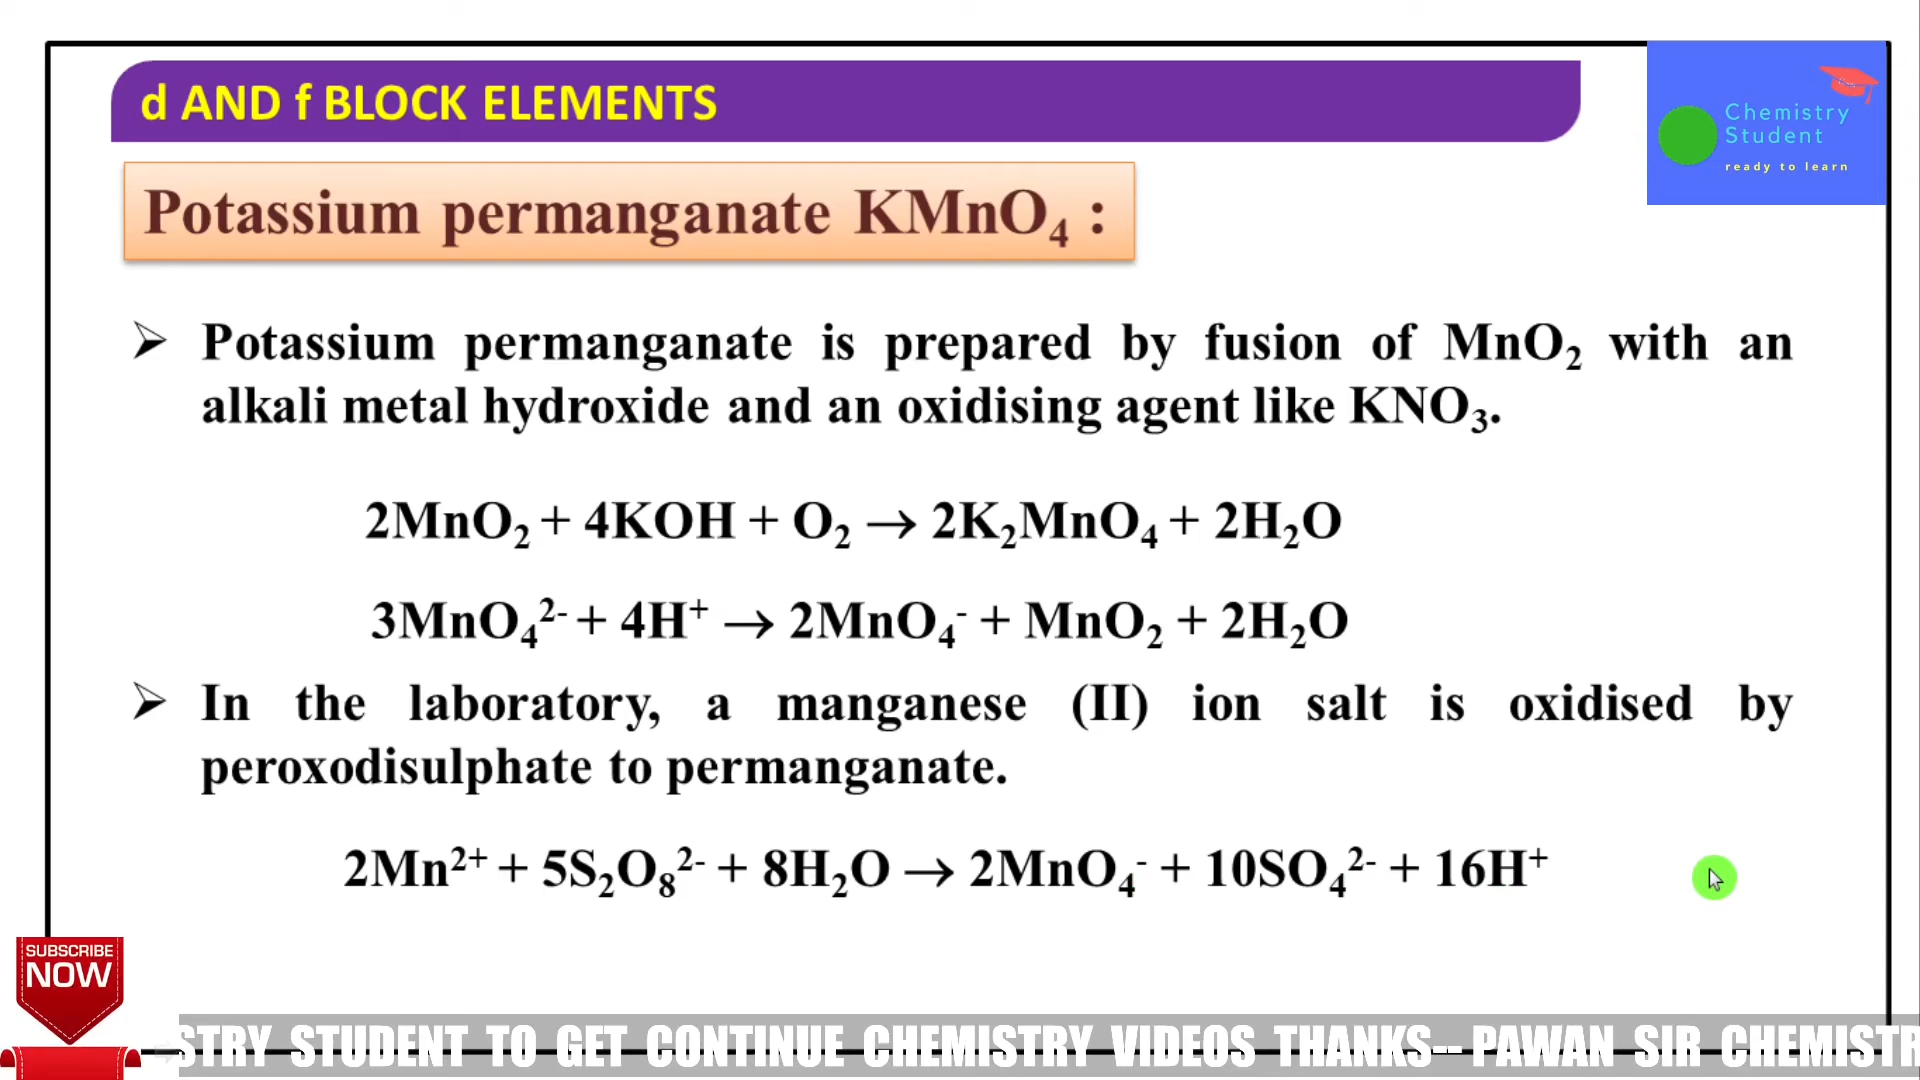 d AND f BLOCK ELEMENTS
Chemistry
Student
ready to learn
Potassium permanganate KMnO₄ :
➢ Potassium permanganate is prepared by fusion of MnO₂ with an
alkali metal hydroxide and an oxidising agent like KNO₃.
2MnO₂ + 4KOH + O₂ → 2K₂MnO₄ + 2H₂O
3MnO₄²⁻ + 4H⁺ → 2MnO₄⁻ + MnO₂ + 2H₂O
➢ In the laboratory, a manganese (II) ion salt is oxidised by
peroxodisulphate to permanganate.
2Mn²⁺ + 5S₂O₈²⁻ + 8H₂O → 2MnO₄⁻ + 10SO₄²⁻ + 16H⁺
SUBSCRIBE
NOW
STRY STUDENT TO GET CONTINUE CHEMISTRY VIDEOS THANKS-- PAWAN SIR CHEMISTR